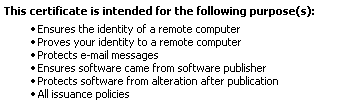 This certificate is intended for the following purpose(s):
• Ensures the identity of a remote computer
• Proves your identity to a remote computer
• Protects e-mail messages
• Ensures software came from software publisher
• Protects software from alteration after publication
• All issuance policies